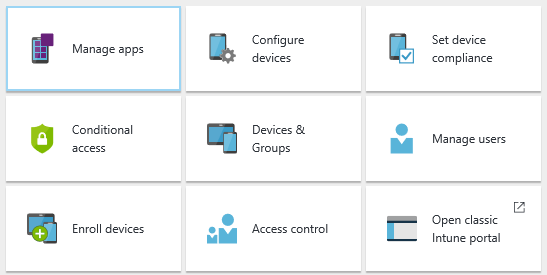 Manage apps
Configure
devices
Set device
compliance
Conditional
access
Devices &
Groups
Manage users
Enroll devices
Access control
Open classic
Intune portal